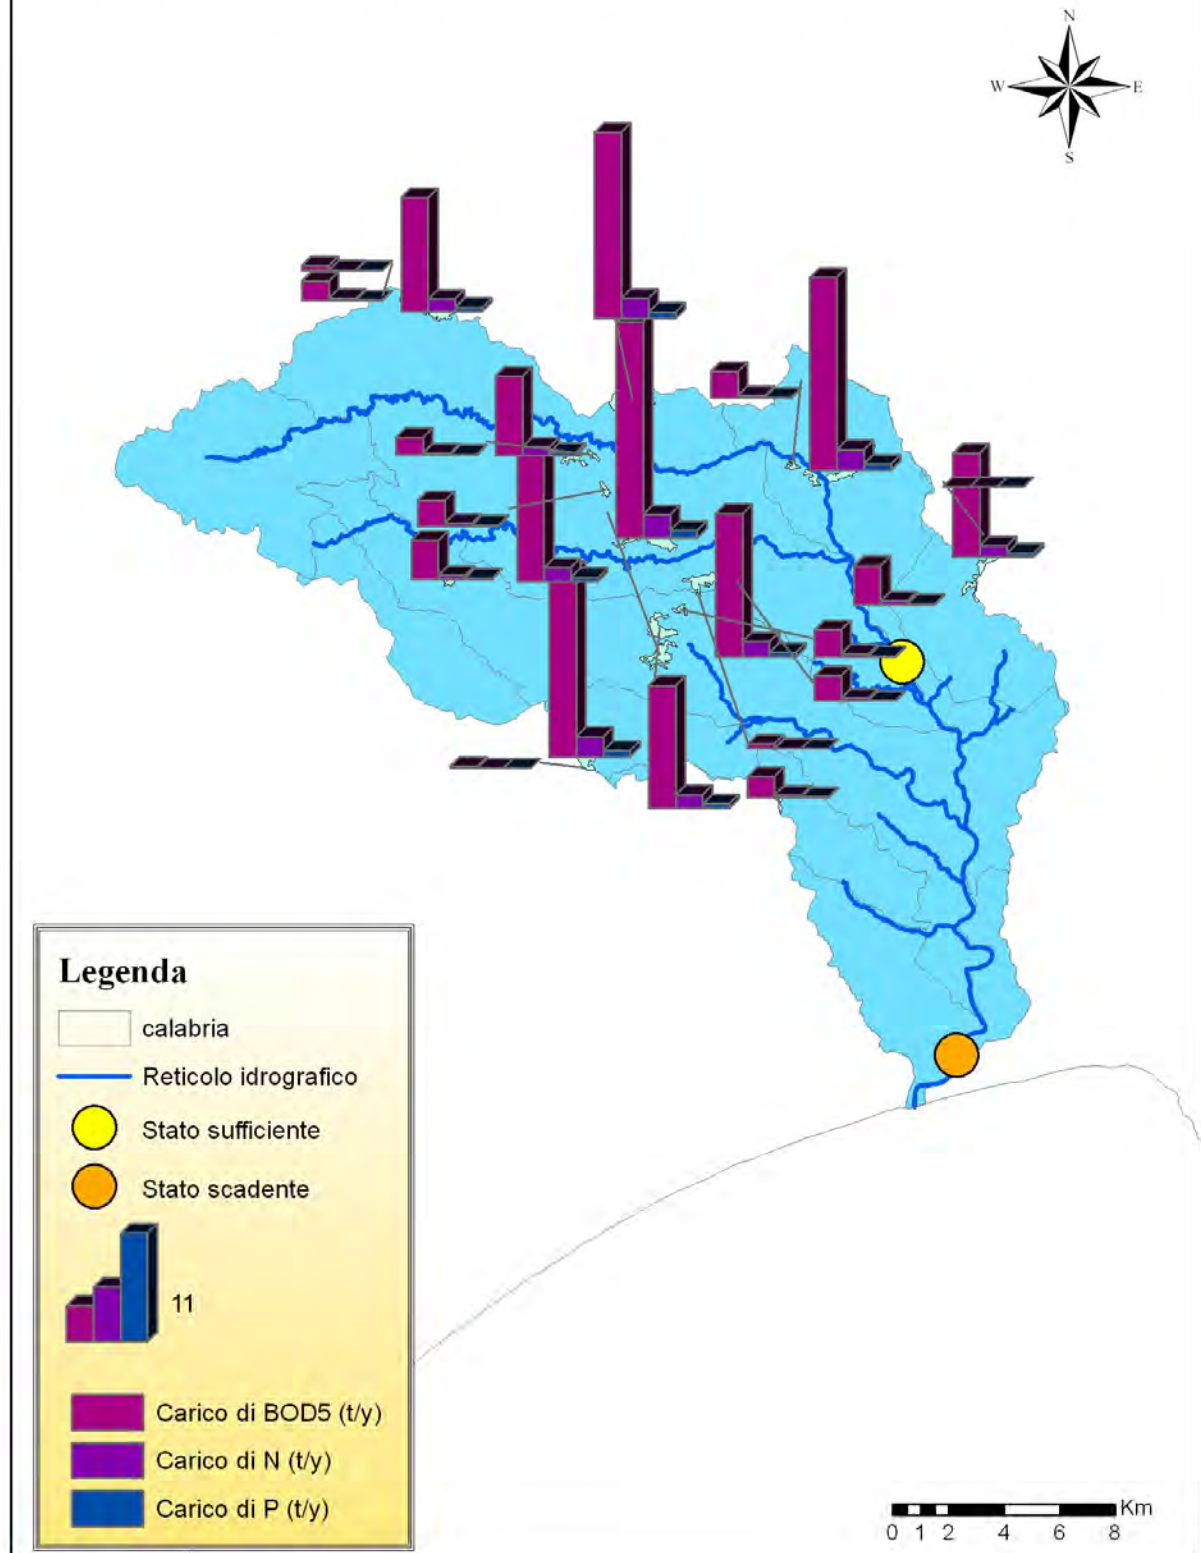 N
W E
S
Legenda
calabria
Reticolo idrografico
Stato sufficiente
Stato scadente
11
Carico di BOD5 (t/y)
Carico di N (t/y)
Carico di P (t/y)
Km
0 1 2 4 6 8